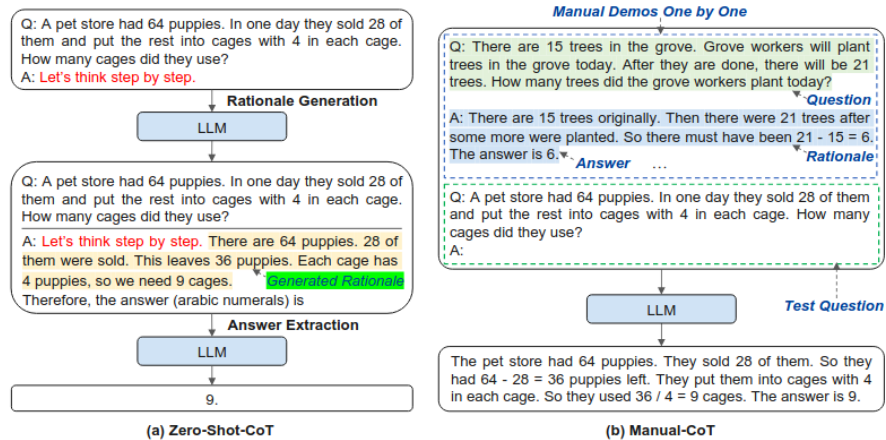 Q: A pet store had 64 puppies. In one day they sold 28 of
them and put the rest into cages with 4 in each cage.
How many cages did they use?
A: Let's think step by step.
Rationale Generation
LLM
Q: A pet store had 64 puppies. In one day they sold 28 of
them and put the rest into cages with 4 in each cage.
How many cages did they use?
A: Let's think step by step. There are 64 puppies. 28 of
them were sold. This leaves 36 puppies. Each cage has
4 puppies, so we need 9 cages.
Generated Rationale
Therefore, the answer (arabic numerals) is
Answer Extraction
LLM
9.
(a) Zero-Shot-CoT
Manual Demos One by One
Q: There are 15 trees in the grove. Grove workers will plant
trees in the grove today. After they are done, there will be 21
trees. How many trees did the grove workers plant today?
Question
A: There are 15 trees originally. Then there were 21 trees after
some more were planted. So there must have been 21 - 15 = 6.
The answer is 6.
Answer
...
Rationale
Q: A pet store had 64 puppies. In one day they sold 28 of them
and put the rest into cages with 4 in each cage. How many
cages did they use?
A:
Test Question
LLM
The pet store had 64 puppies. They sold 28 of them. So they
had 64 - 28 = 36 puppies left. They put them into cages with 4
in each cage. So they used 36 / 4 = 9 cages. The answer is 9.
(b) Manual-CoT